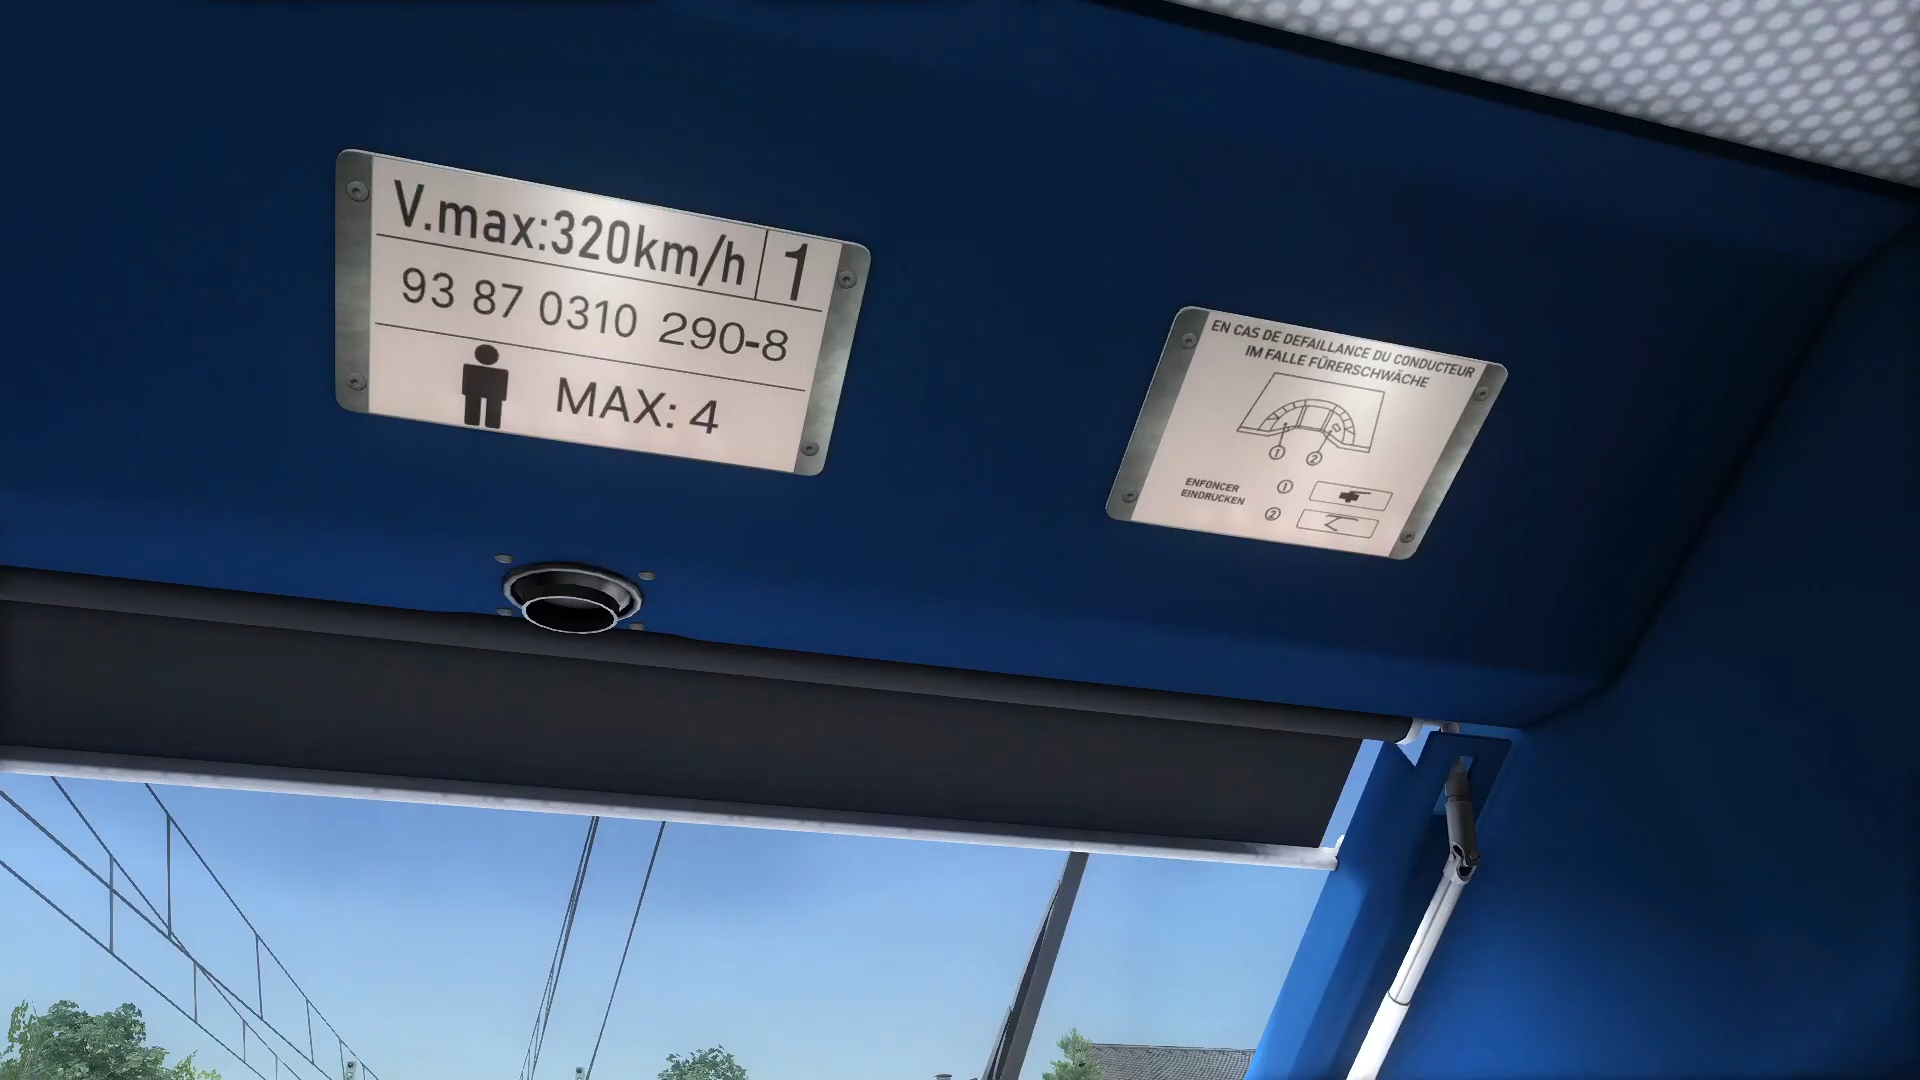 V.max:320km/h 1
93 87 0310 290-8
MAX: 4
EN CAS DE DEFAILLANCE DU CONDUCTEUR
IM FALLE FÜRERSCHWÄCHE
1 2
ENFONCER 1
EINDRUCKEN
2